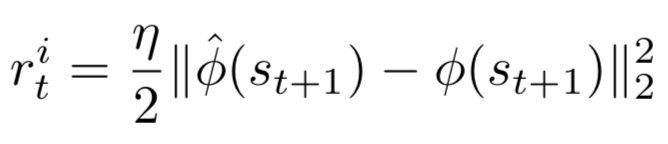 r_t^i = \frac{\eta}{2} \|\hat{\phi}(s_{t+1}) - \phi(s_{t+1})\|_2^2